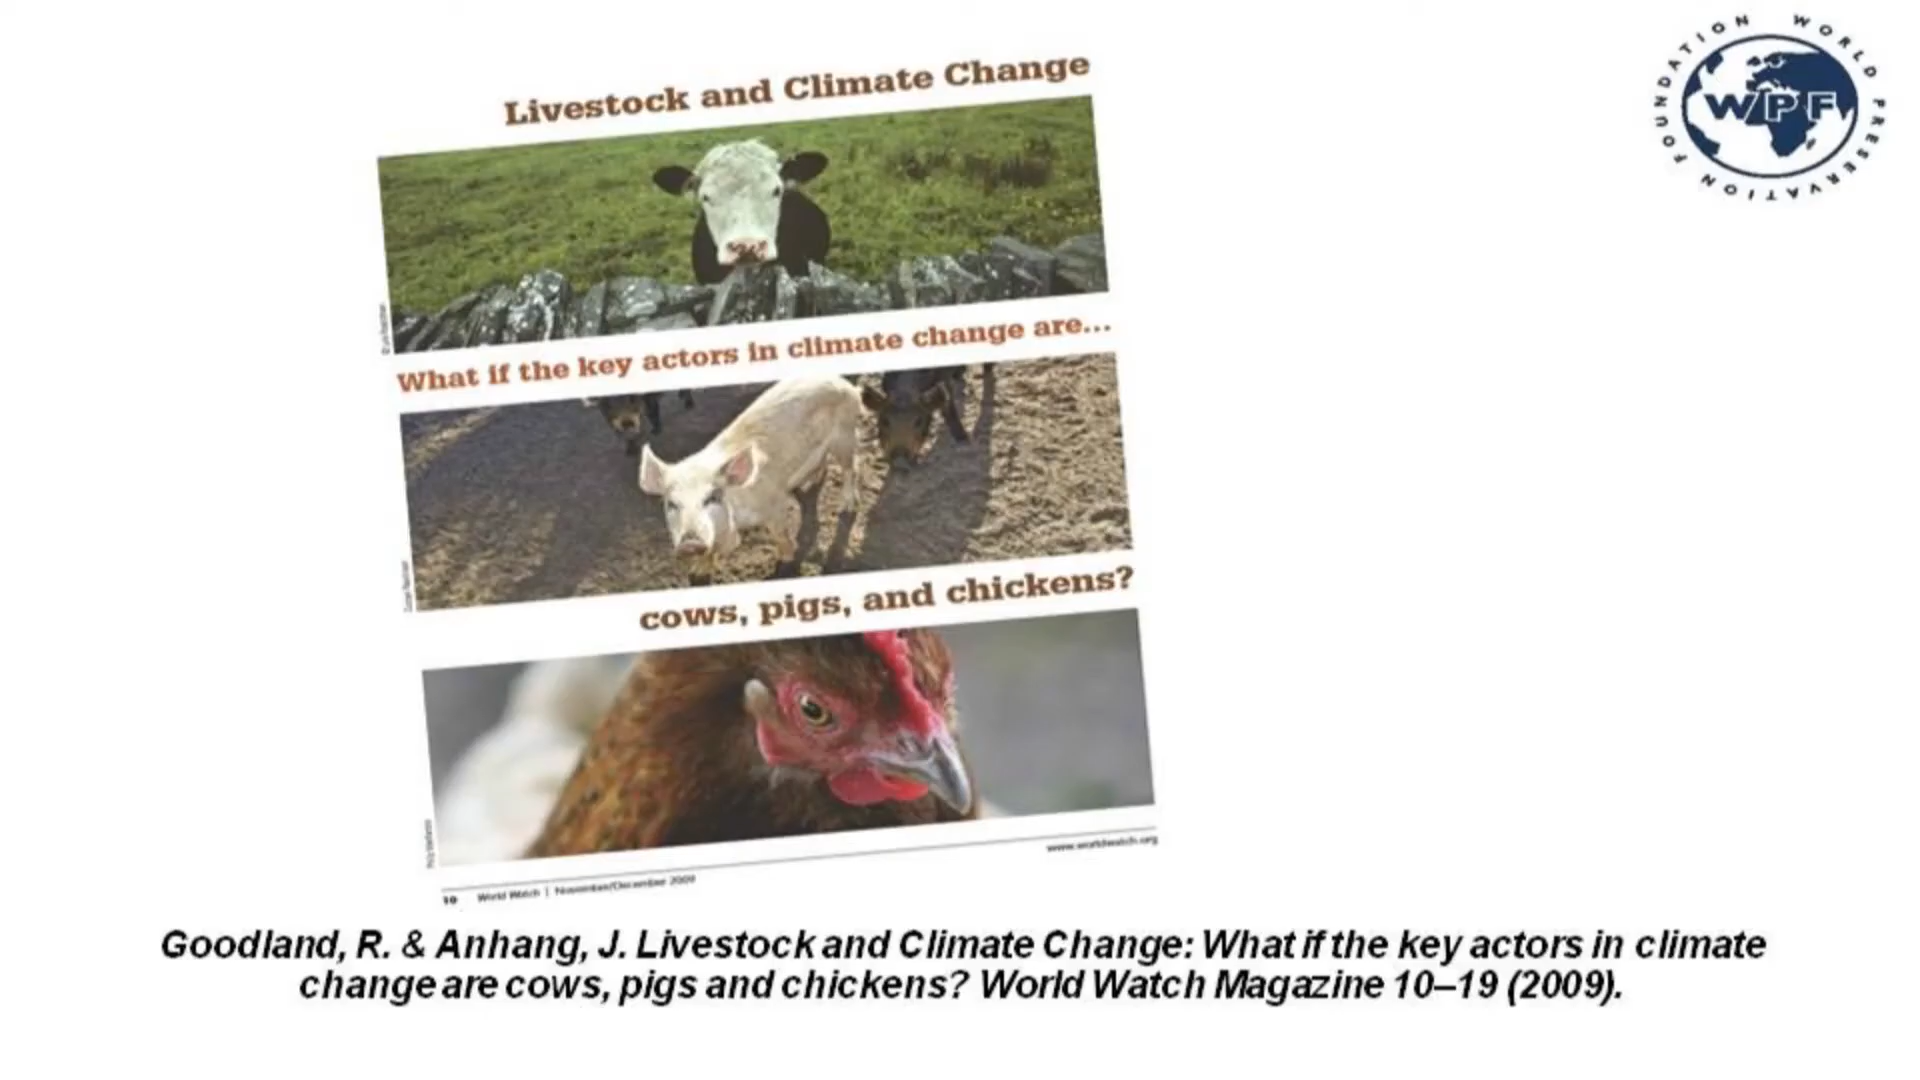 Livestock and Climate Change
What if the key actors in climate change are...
cows, pigs, and chickens?
www.worldwatch.org
10 World Watch | November/December 2009
FOUNDATION WORLD PRESERVATION
WPF
Goodland, R. & Anhang, J. Livestock and Climate Change: What if the key actors in climate
change are cows, pigs and chickens? World Watch Magazine 10–19 (2009).